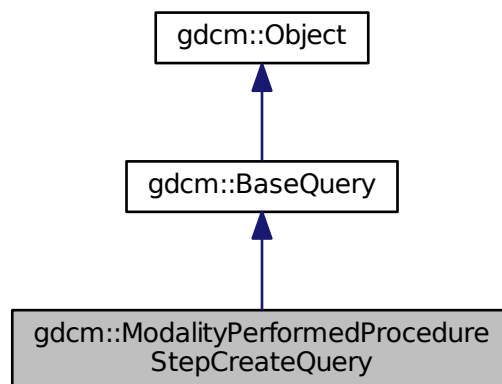 gdcm::Object
gdcm::BaseQuery
gdcm::ModalityPerformedProcedure
StepCreateQuery